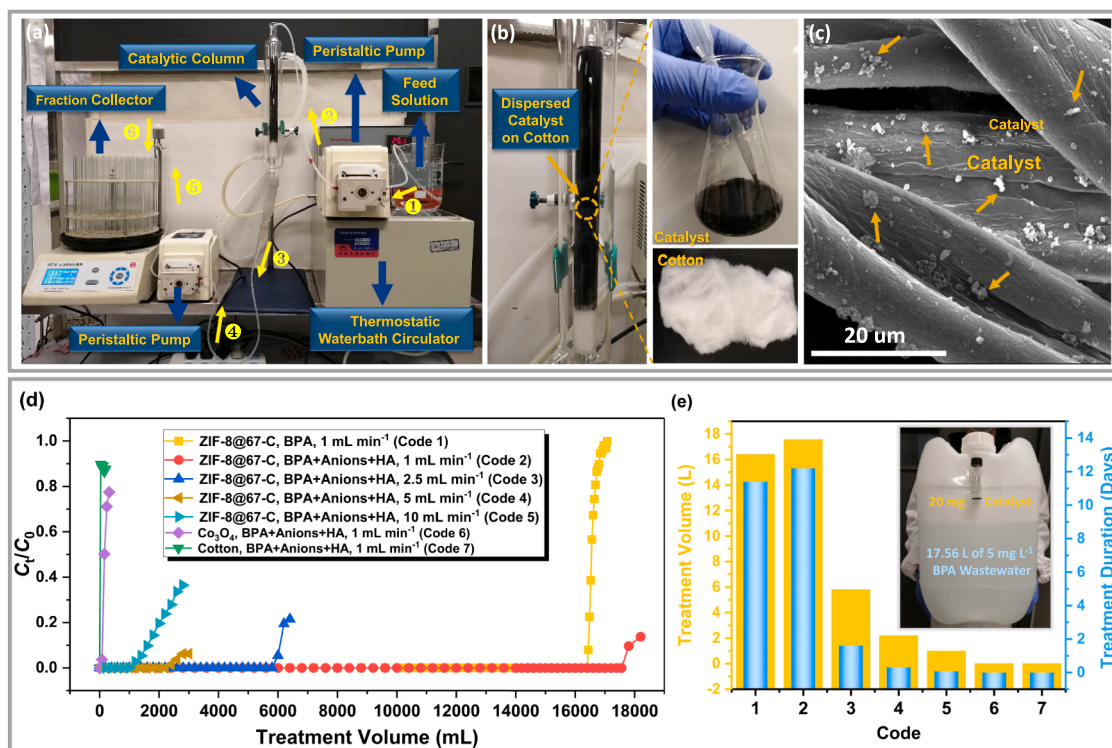 (a)
Catalytic Column
Peristaltic Pump
Fraction Collector
Feed
Solution
❻
❷
❺
❶
❸
❹
Peristaltic Pump
Thermostatic
Waterbath Circulator
(b)
Dispersed
Catalyst
on Cotton
Catalyst
Cotton
(c)
Catalyst
Catalyst
20 um
(d)
ZIF-8@67-C, BPA, 1 mL min⁻¹ (Code 1)
ZIF-8@67-C, BPA+Anions+HA, 1 mL min⁻¹ (Code 2)
ZIF-8@67-C, BPA+Anions+HA, 2.5 mL min⁻¹ (Code 3)
ZIF-8@67-C, BPA+Anions+HA, 5 mL min⁻¹ (Code 4)
ZIF-8@67-C, BPA+Anions+HA, 10 mL min⁻¹ (Code 5)
Co₃O₄, BPA+Anions+HA, 1 mL min⁻¹ (Code 6)
Cotton, BPA+Anions+HA, 1 mL min⁻¹ (Code 7)
Cₜ/C₀
1.0
0.8
0.6
0.4
0.2
0.0
0 2000 4000 6000 8000 10000 12000 14000 16000 18000
Treatment Volume (mL)
(e)
Treatment Volume (L)
18
16
14
12
10
8
6
4
2
0
-2
20 mg Catalyst
17.56 L of 5 mg L⁻¹
BPA Wastewater
14
12
10
8
6
4
2
0
Treatment Duration (Days)
1 2 3 4 5 6 7
Code